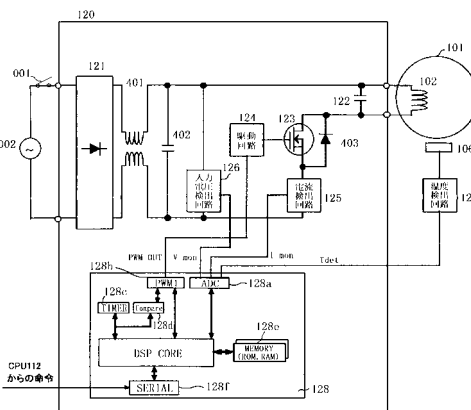 120
001
121
401
101
102
122
123
124
駆動
回路
402
403
002
126
入力
電圧
検出
回路
電流
検出
回路
125
106
温度
検出
回路
PWM OUT
V mon
I mon
Tdet
128b
PWM1
ADC
128a
128c
TIMER
Compare
128d
128e
DSP CORE
MEMORY
(ROM,RAM)
CPU112
からの命令
SERIAL
128f
128